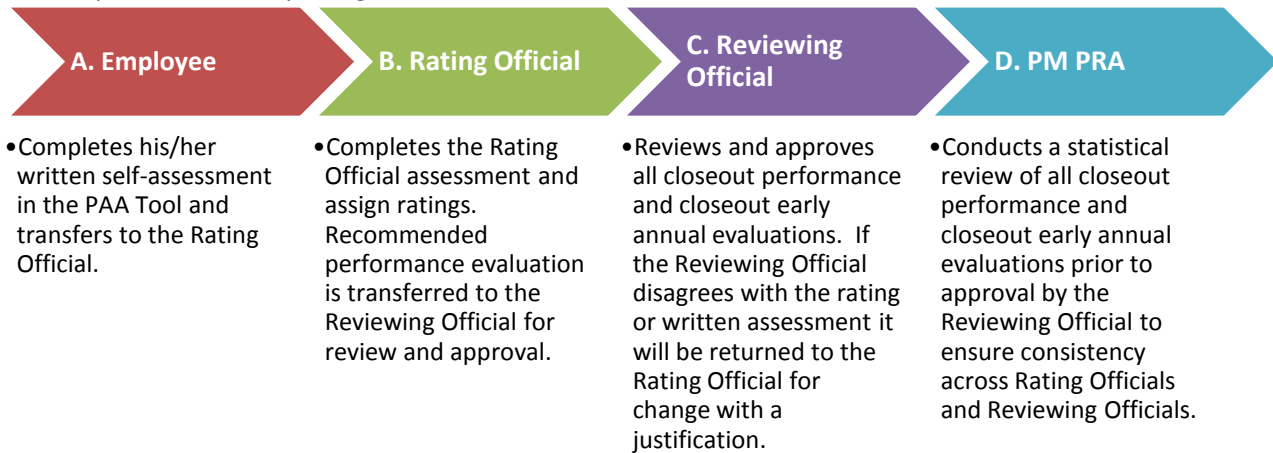 A. Employee
•Completes his/her
written self-assessment
in the PAA Tool and
transfers to the Rating
Official.
B. Rating Official
•Completes the Rating
Official assessment and
assign ratings.
Recommended
performance evaluation
is transferred to the
Reviewing Official for
review and approval.
C. Reviewing
Official
•Reviews and approves
all closeout performance
and closeout early
annual evaluations.  If
the Reviewing Official
disagrees with the rating
or written assessment it
will be returned to the
Rating Official for
change with a
justification.
D. PM PRA
•Conducts a statistical
review of all closeout
performance and
closeout early annual
evaluations prior to
approval by the
Reviewing Official to
ensure consistency
across Rating Officials
and Reviewing Officials.